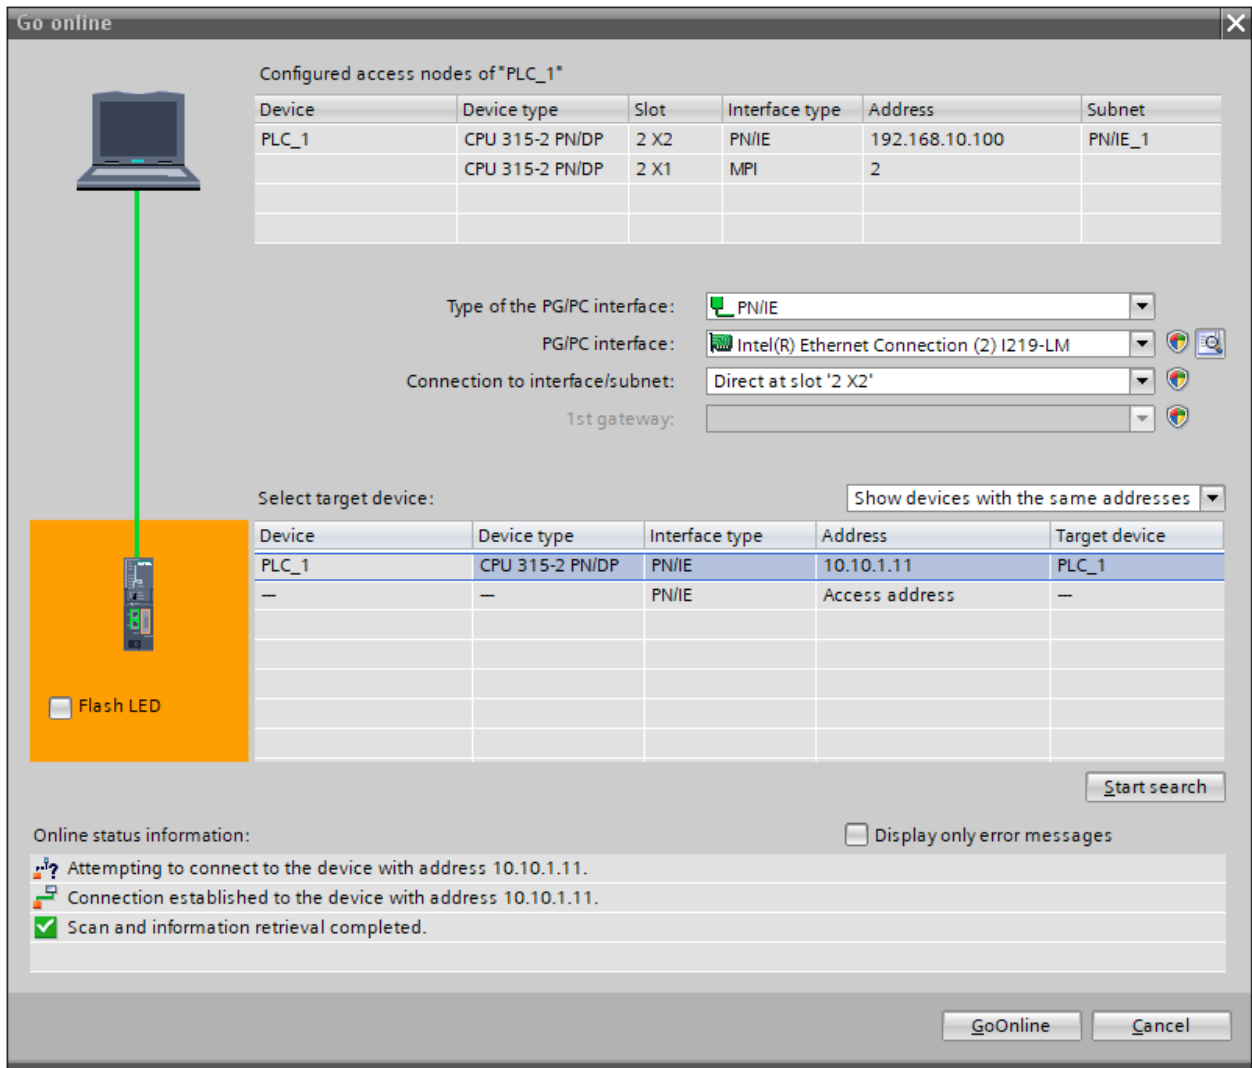 Go online
Configured access nodes of "PLC_1"
Device Device type Slot Interface type Address Subnet
PLC_1 CPU 315-2 PN/DP 2 X2 PN/IE 192.168.10.100 PN/IE_1
CPU 315-2 PN/DP 2 X1 MPI 2
Type of the PG/PC interface: PN/IE
PG/PC interface: Intel(R) Ethernet Connection (2) I219-LM
Connection to interface/subnet: Direct at slot '2 X2'
1st gateway:
Select target device: Show devices with the same addresses
Device Device type Interface type Address Target device
PLC_1 CPU 315-2 PN/DP PN/IE 10.10.1.11 PLC_1
— — PN/IE Access address —
Flash LED
Start search
Online status information: Display only error messages
Attempting to connect to the device with address 10.10.1.11.
Connection established to the device with address 10.10.1.11.
Scan and information retrieval completed.
GoOnline Cancel